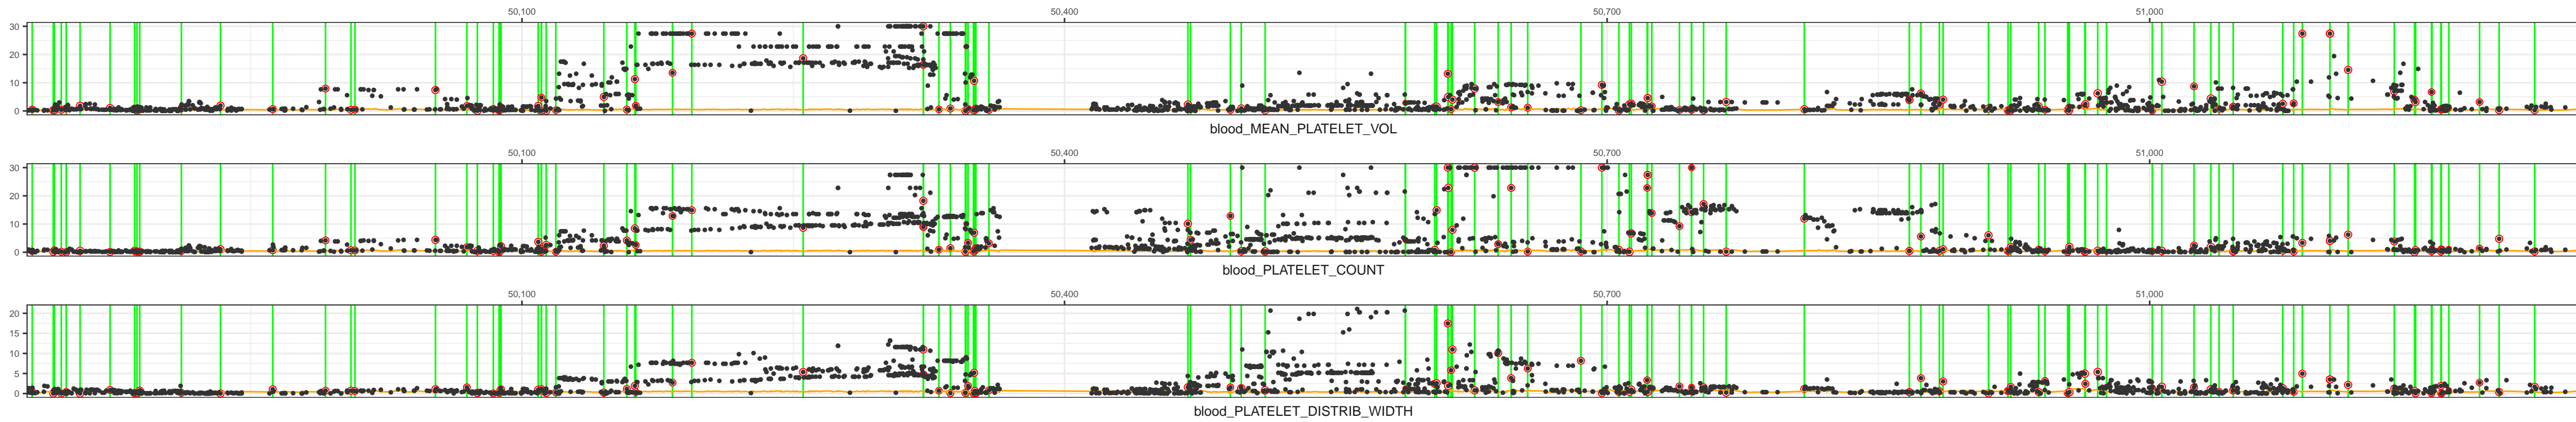 50,100 50,400 50,700 51,000
30
20
10
0
blood_MEAN_PLATELET_VOL
50,100 50,400 50,700 51,000
30
20
10
0
blood_PLATELET_COUNT
50,100 50,400 50,700 51,000
20
15
10
5
0
blood_PLATELET_DISTRIB_WIDTH